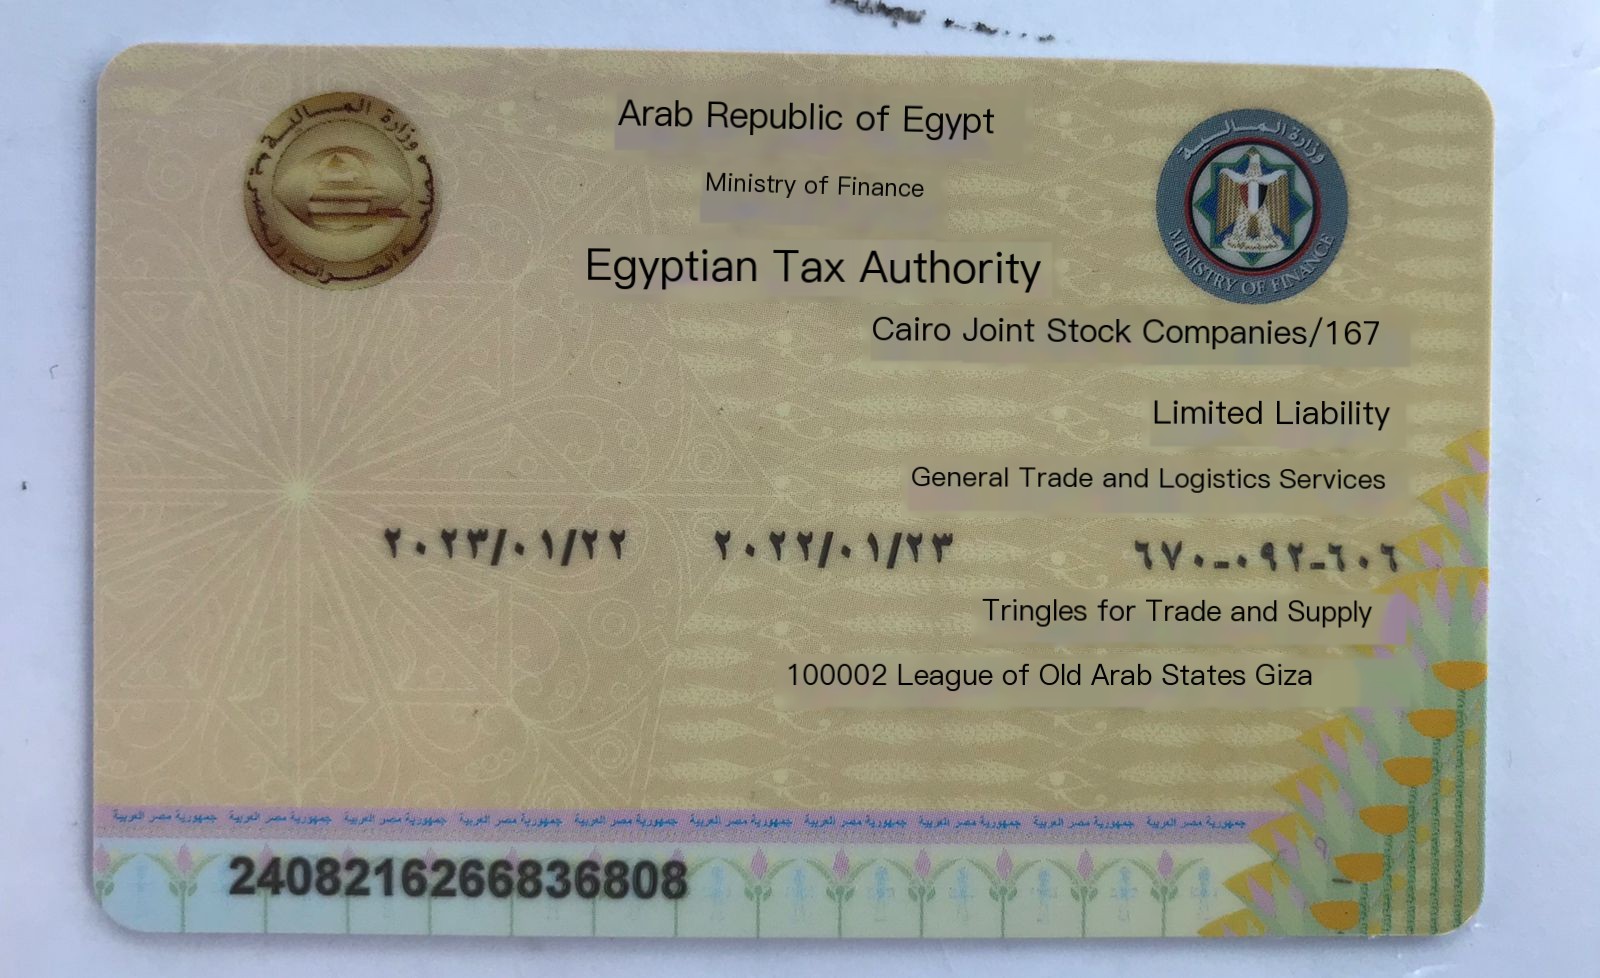 وزارة المالية
مصلحة الضرائب المصرية
Arab Republic of Egypt
Ministry of Finance
Egyptian Tax Authority
وزارة المالية
MINISTRY OF FINANCE
Cairo Joint Stock Companies/167
Limited Liability
General Trade and Logistics Services
٢٠٢٣/٠١/٢٢ ٢٠٢٢/٠١/٢٣ ٦٧٠-٠٩٢-٦٠٦
Tringles for Trade and Supply
100002 League of Old Arab States Giza
جمهورية مصر العربية جمهورية مصر العربية جمهورية مصر العربية جمهورية مصر العربية جمهورية مصر العربية جمهورية مصر العربية جمهورية مصر العربية جمهورية مصر العربية جمهورية مصر العربية جمهورية مصر العربية
2408216266836808